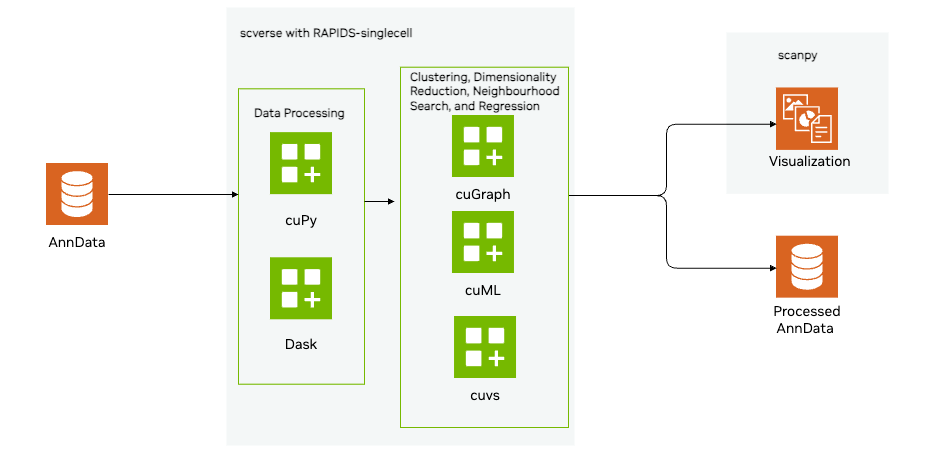 scverse with RAPIDS-singlecell
Clustering, Dimensionality
Reduction, Neighbourhood
Search, and Regression
Data Processing
cuPy
Dask
cuGraph
cuML
cuvs
AnnData
scanpy
Visualization
Processed
AnnData